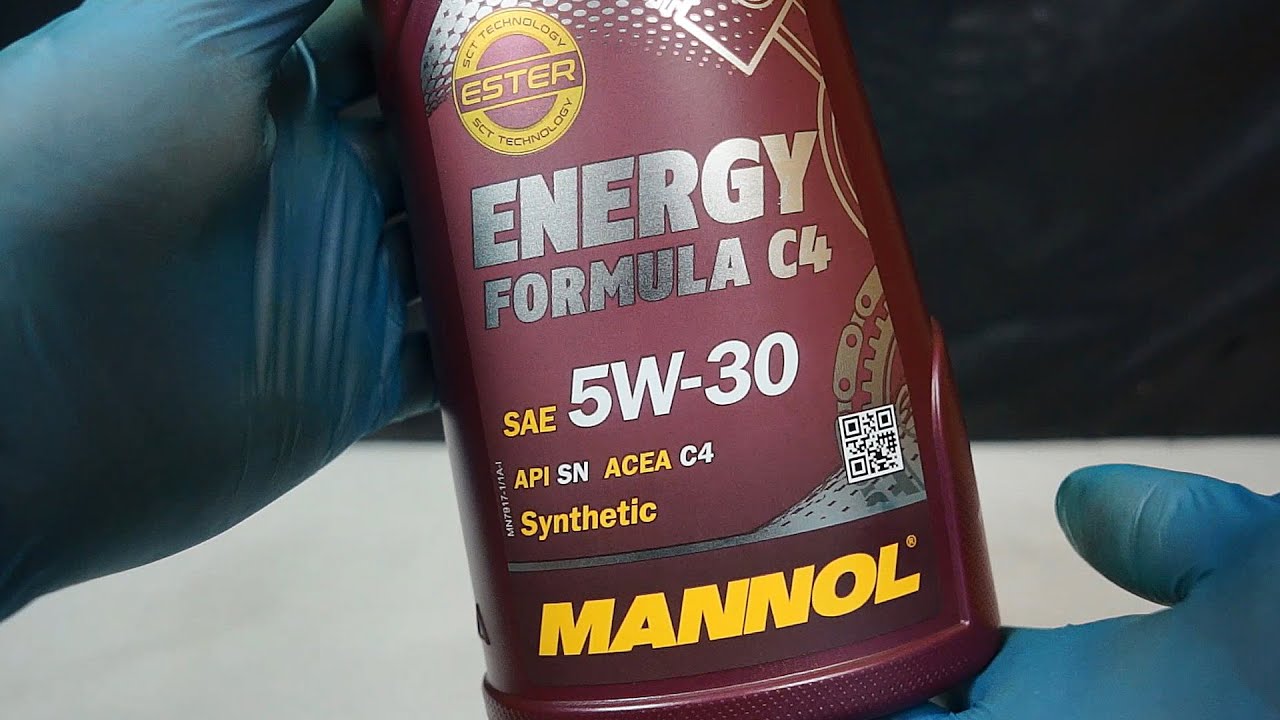 SCT TECHNOLOGY
ESTER
SCT TECHNOLOGY
ENERGY
FORMULA C4
SAE 5W-30
API SN ACEA C4
Synthetic
MN7917-1/1A-I
MANNOL®